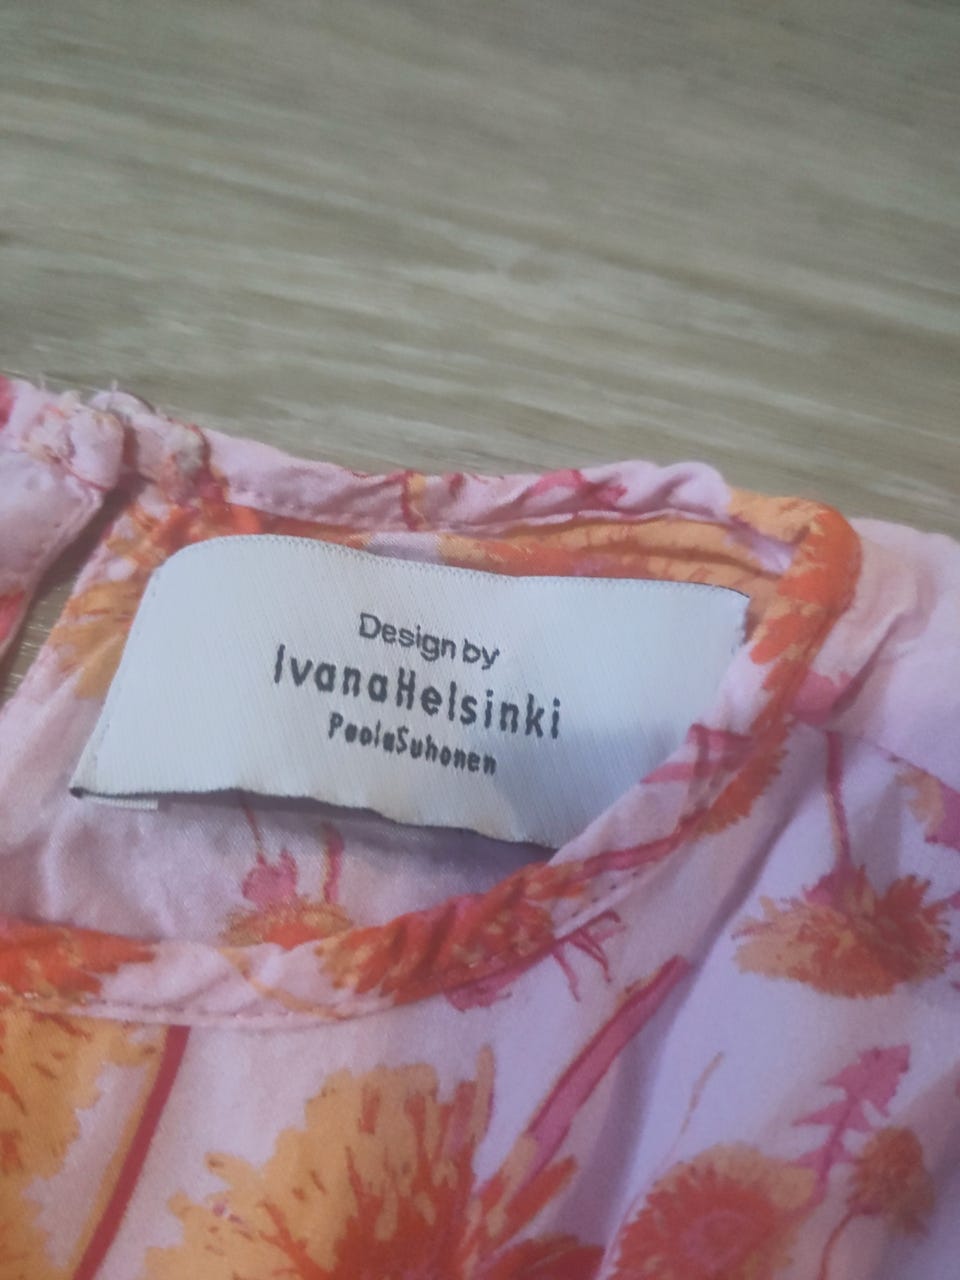 Design by
IvanaHelsinki
PaolaSuhonen